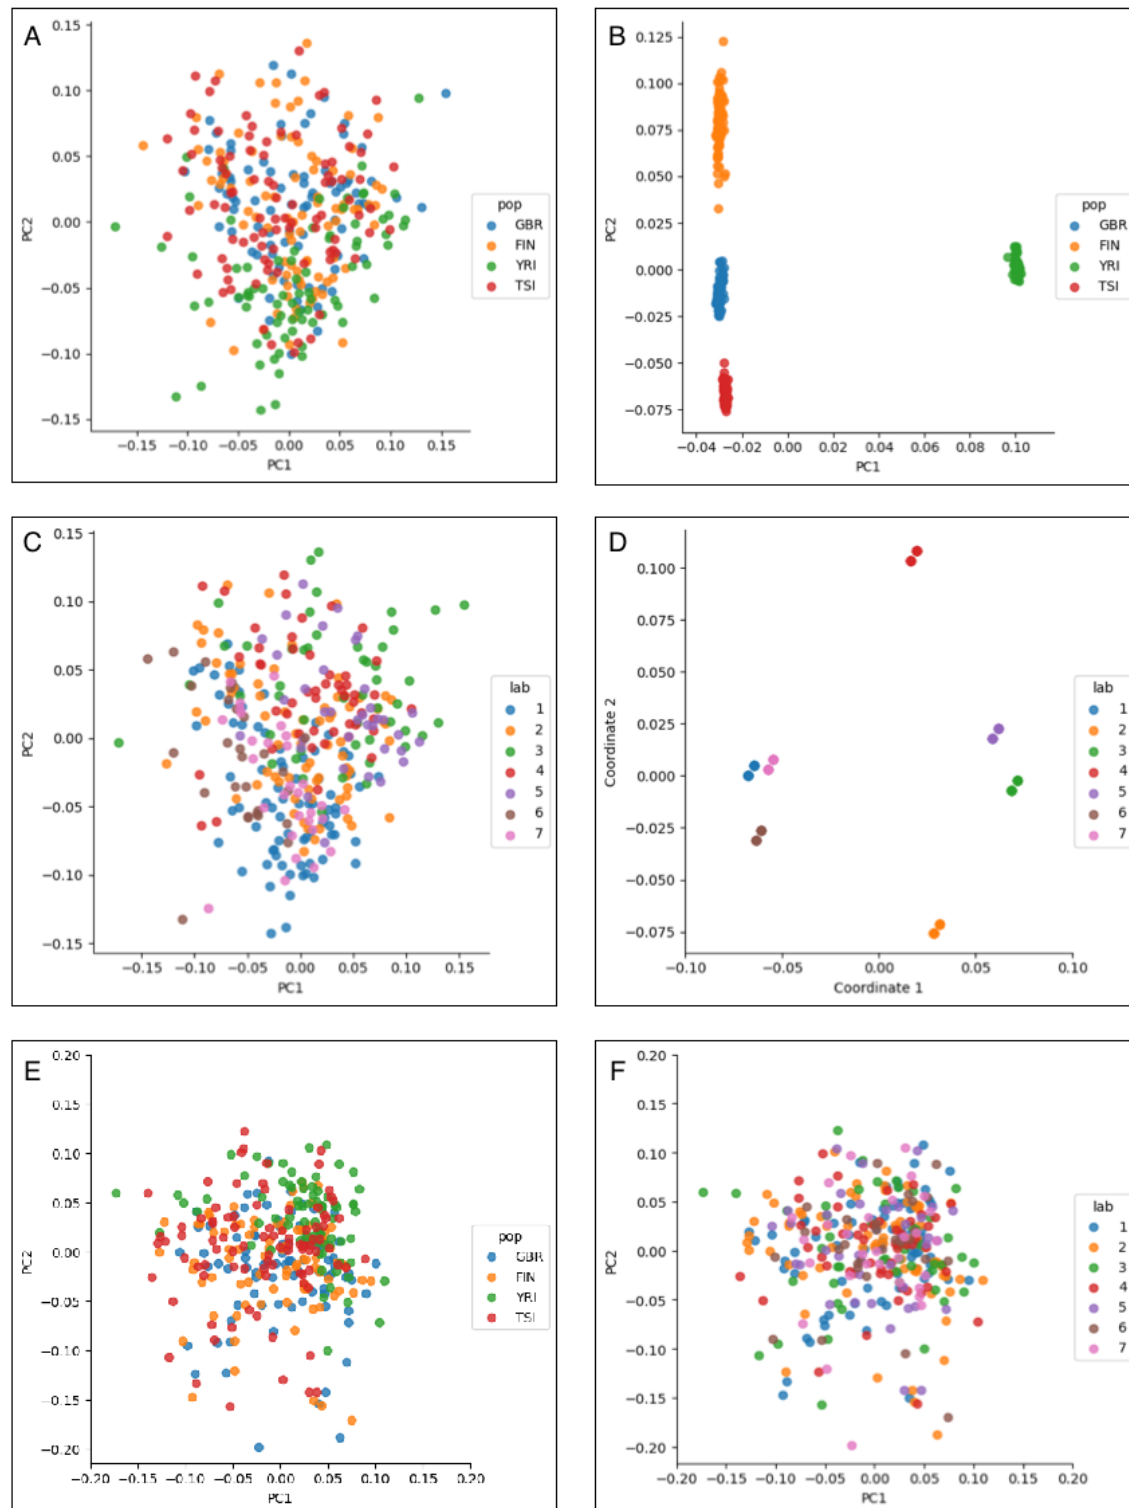 A
0.15
0.10
0.05
0.00
−0.05
−0.10
−0.15
PC2
−0.15 −0.10 −0.05 0.00 0.05 0.10 0.15
PC1
pop
GBR
FIN
YRI
TSI
B
0.125
0.100
0.075
0.050
0.025
0.000
−0.025
−0.050
−0.075
PC2
−0.04 −0.02 0.00 0.02 0.04 0.06 0.08 0.10
PC1
pop
GBR
FIN
YRI
TSI
C
0.15
0.10
0.05
0.00
−0.05
−0.10
−0.15
PC2
−0.15 −0.10 −0.05 0.00 0.05 0.10 0.15
PC1
lab
1
2
3
4
5
6
7
D
0.100
0.075
0.050
0.025
0.000
−0.025
−0.050
−0.075
Coordinate 2
−0.10 −0.05 0.00 0.05 0.10
Coordinate 1
lab
1
2
3
4
5
6
7
E
0.20
0.15
0.10
0.05
0.00
−0.05
−0.10
−0.15
−0.20
PC2
−0.20 −0.15 −0.10 −0.05 0.00 0.05 0.10 0.15 0.20
PC1
pop
GBR
FIN
YRI
TSI
F
0.20
0.15
0.10
0.05
0.00
−0.05
−0.10
−0.15
−0.20
PC2
−0.20 −0.15 −0.10 −0.05 0.00 0.05 0.10 0.15 0.20
PC1
lab
1
2
3
4
5
6
7